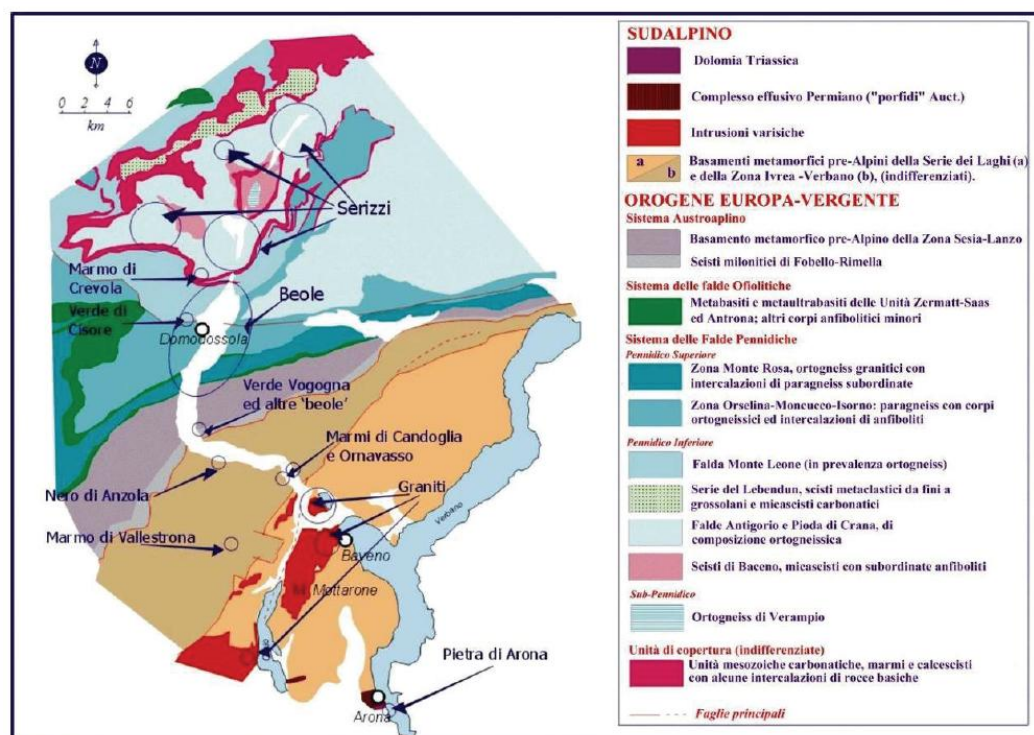 N
0 2 4 6
km
Serizzi
Marmo di
Crevola
Beole
Verde di
Cisore
Domodossola
Verde Vogogna
ed altre 'beole'
Marmi di Candoglia
e Ornavasso
Nero di Anzola
Graniti
Verbano
Marmo di Vallestrona
Baveno
Mottarone
Pietra di Arona
Arona
SUDALPINO
Dolomia Triassica
Complesso effusivo Permiano ("porfidi" Auct.)
Intrusioni varisiche
a
b
Basamenti metamorfici pre-Alpini della Serie dei Laghi (a)
e della Zona Ivrea -Verbano (b), (indifferenziati).
OROGENE EUROPA-VERGENTE
Sistema Austroaplino
Basamento metamorfico pre-Alpino della Zona Sesia-Lanzo
Scisti milonitici di Fobello-Rimella
Sistema delle falde Ofiolitiche
Metabasiti e metaultrabasiti delle Unità Zermatt-Saas
ed Antrona; altri corpi anfibolitici minori
Sistema delle Falde Pennidiche
Pennidico Superiore
Zona Monte Rosa, ortogneiss granitici con
intercalazioni di paragneiss subordinate
Zona Orselina-Moncucco-Isorno: paragneiss con corpi
ortogneissici ed intercalazioni di anfiboliti
Pennidico Inferiore
Falda Monte Leone (in prevalenza ortogneiss)
Serie del Lebendun, scisti metaclastici da fini a
grossolani e micascisti carbonatici
Falde Antigorio e Pioda di Crana, di
composizione ortogneissica
Scisti di Baceno, micascisti con subordinate anfiboliti
Sub-Pennidico
Ortogneiss di Verampio
Unità di copertura (indifferenziate)
Unità mesozoiche carbonatiche, marmi e calcescisti
con alcune intercalazioni di rocce basiche
Faglie principali